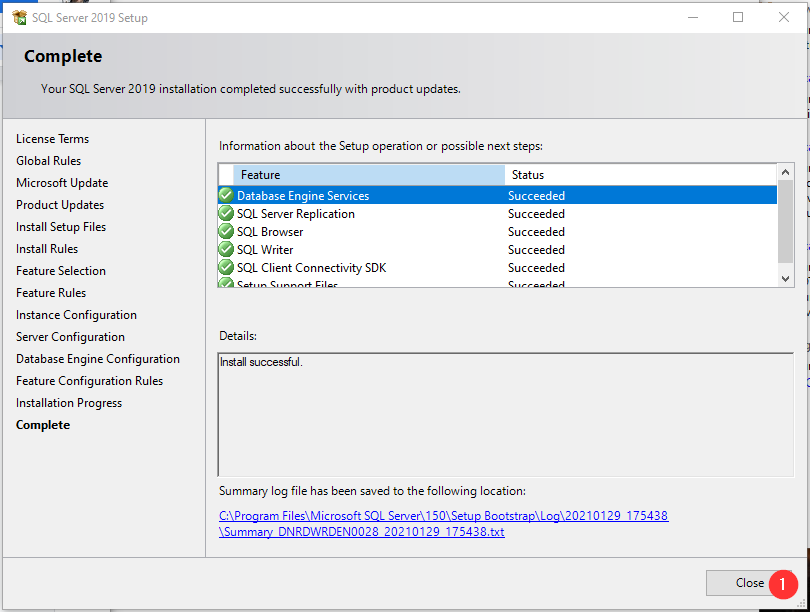 SQL Server 2019 Setup
Complete
Your SQL Server 2019 installation completed successfully with product updates.
License Terms
Global Rules
Microsoft Update
Product Updates
Install Setup Files
Install Rules
Feature Selection
Feature Rules
Instance Configuration
Server Configuration
Database Engine Configuration
Feature Configuration Rules
Installation Progress
Complete
Information about the Setup operation or possible next steps:
Feature Status
Database Engine Services Succeeded
SQL Server Replication Succeeded
SQL Browser Succeeded
SQL Writer Succeeded
SQL Client Connectivity SDK Succeeded
Setup Support Files Succeeded
Details:
Install successful.
Summary log file has been saved to the following location:
C:\Program Files\Microsoft SQL Server\150\Setup Bootstrap\Log\20210129_175438
\Summary_DNRDWRDEN0028_20210129_175438.txt
Close 1